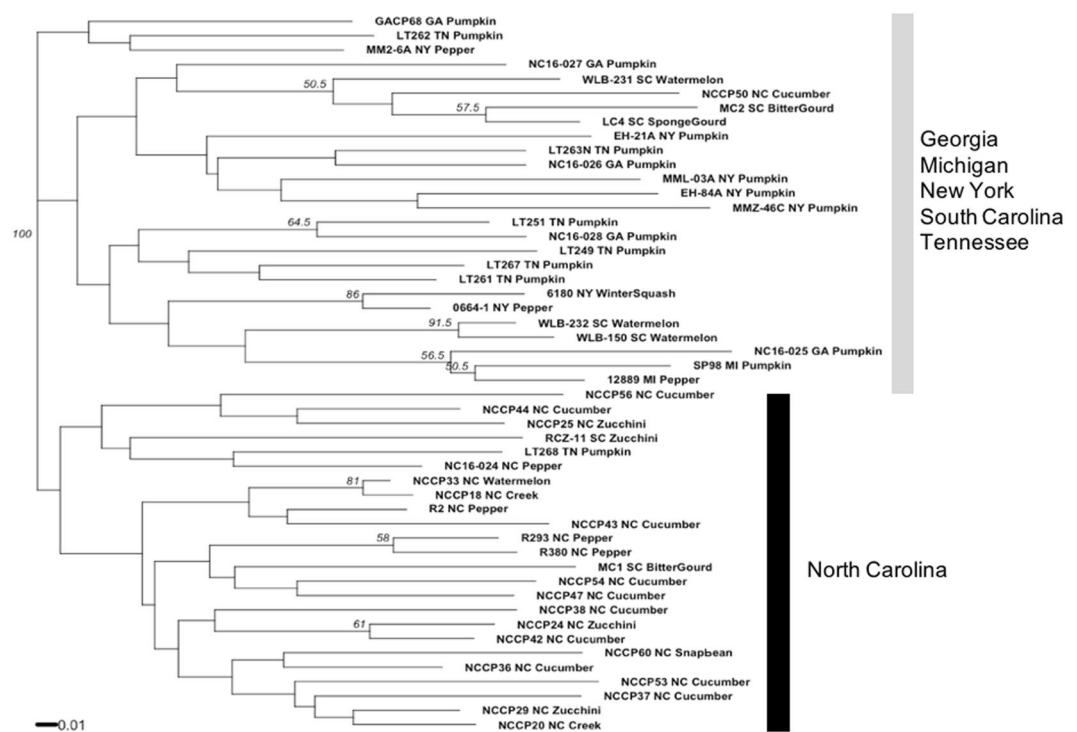 GACP68 GA Pumpkin
LT262 TN Pumpkin
MM2-6A NY Pepper
NC16-027 GA Pumpkin
50.5
WLB-231 SC Watermelon
NCCP50 NC Cucumber
57.5
MC2 SC BitterGourd
LC4 SC SpongeGourd
EH-21A NY Pumpkin
LT263N TN Pumpkin
NC16-026 GA Pumpkin
MML-03A NY Pumpkin
EH-84A NY Pumpkin
MMZ-46C NY Pumpkin
64.5
LT251 TN Pumpkin
100
NC16-028 GA Pumpkin
LT249 TN Pumpkin
LT267 TN Pumpkin
LT261 TN Pumpkin
86
6180 NY WinterSquash
0664-1 NY Pepper
91.5
WLB-232 SC Watermelon
WLB-150 SC Watermelon
56.5
NC16-025 GA Pumpkin
50.5
SP98 MI Pumpkin
12889 MI Pepper
NCCP56 NC Cucumber
NCCP44 NC Cucumber
NCCP25 NC Zucchini
RCZ-11 SC Zucchini
LT268 TN Pumpkin
NC16-024 NC Pepper
81
NCCP33 NC Watermelon
NCCP18 NC Creek
R2 NC Pepper
NCCP43 NC Cucumber
58
R293 NC Pepper
R380 NC Pepper
MC1 SC BitterGourd
NCCP54 NC Cucumber
NCCP47 NC Cucumber
NCCP38 NC Cucumber
61
NCCP24 NC Zucchini
NCCP42 NC Cucumber
NCCP60 NC SnapBean
NCCP36 NC Cucumber
NCCP53 NC Cucumber
NCCP37 NC Cucumber
NCCP29 NC Zucchini
NCCP20 NC Creek
0.01
Georgia
Michigan
New York
South Carolina
Tennessee
North Carolina